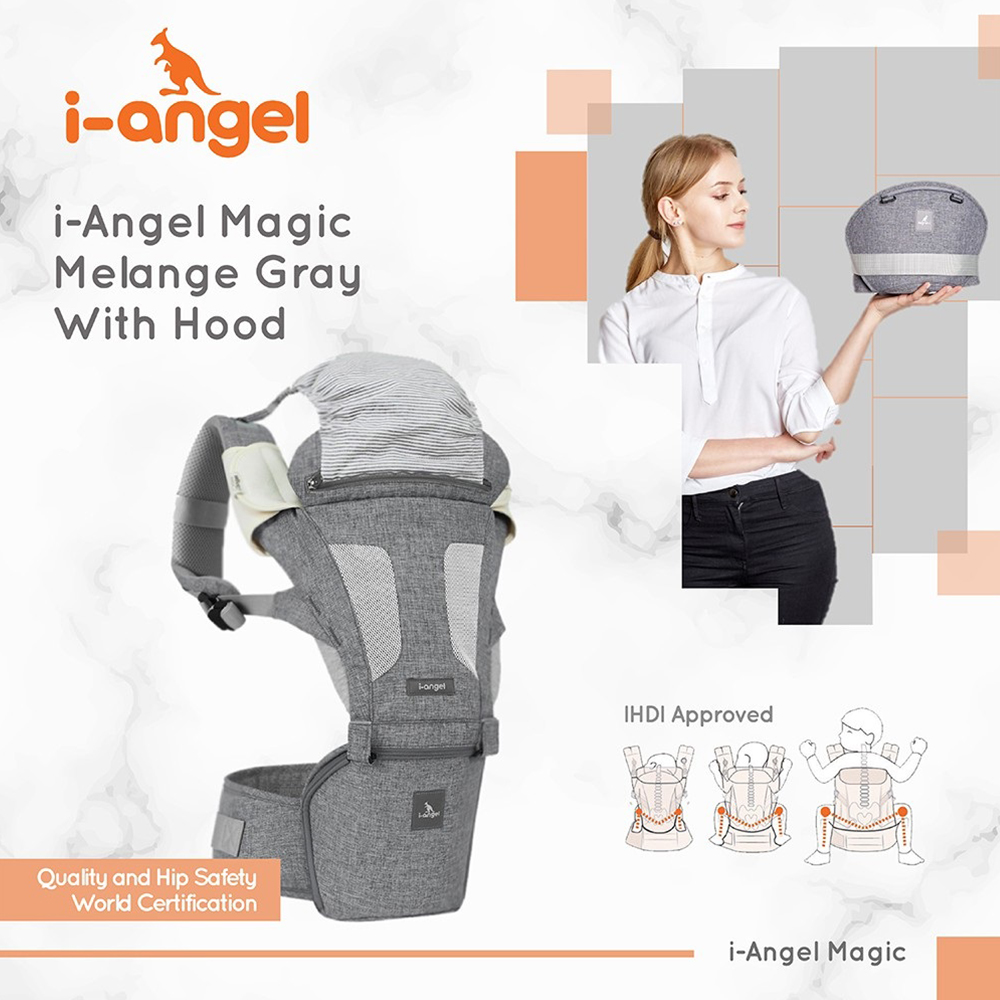 i-angel
i-Angel Magic
Melange Gray
With Hood
i-angel
i-angel
IHDI Approved
Quality and Hip Safety
World Certification
i-Angel Magic